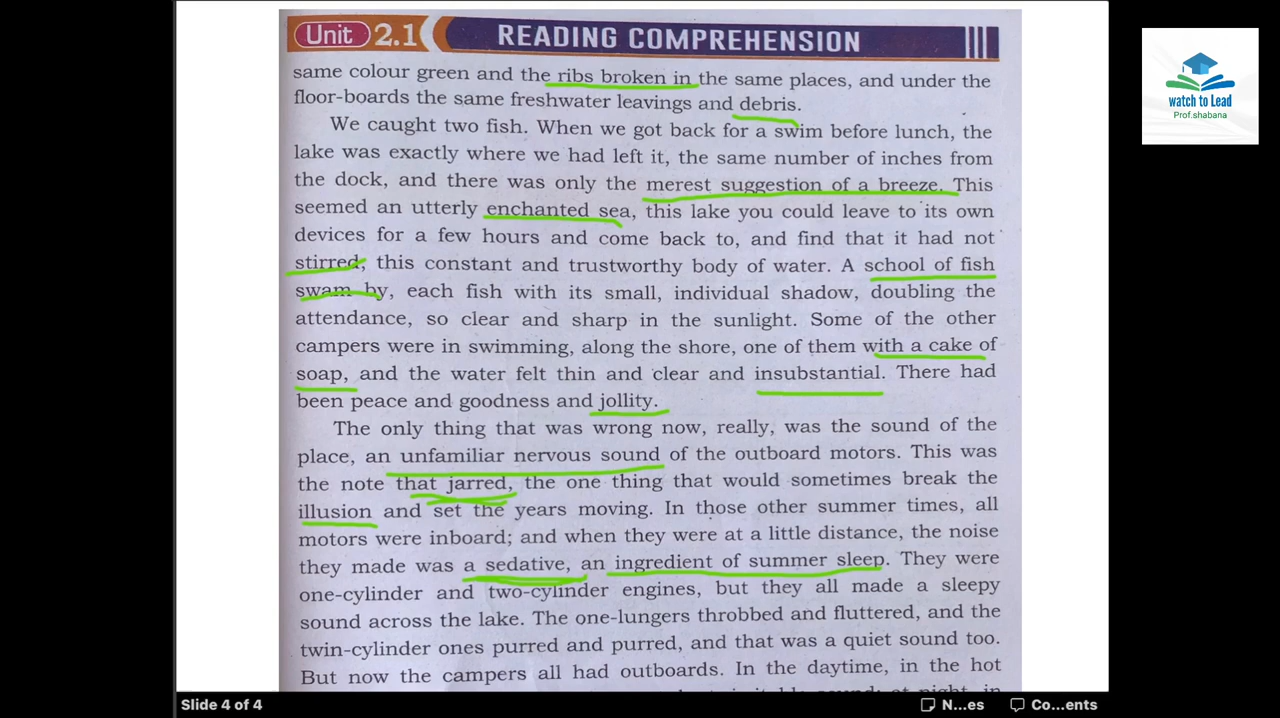 Unit 2.1 READING COMPREHENSION
same colour green and the ribs broken in the same places, and under the
floor-boards the same freshwater leavings and debris.
We caught two fish. When we got back for a swim before lunch, the
lake was exactly where we had left it, the same number of inches from
the dock, and there was only the merest suggestion of a breeze. This
seemed an utterly enchanted sea, this lake you could leave to its own
devices for a few hours and come back to, and find that it had not
stirred, this constant and trustworthy body of water. A school of fish
swam by, each fish with its small, individual shadow, doubling the
attendance, so clear and sharp in the sunlight. Some of the other
campers were in swimming, along the shore, one of them with a cake of
soap, and the water felt thin and clear and insubstantial. There had
been peace and goodness and jollity.
The only thing that was wrong now, really, was the sound of the
place, an unfamiliar nervous sound of the outboard motors. This was
the note that jarred, the one thing that would sometimes break the
illusion and set the years moving. In those other summer times, all
motors were inboard; and when they were at a little distance, the noise
they made was a sedative, an ingredient of summer sleep. They were
one-cylinder and two-cylinder engines, but they all made a sleepy
sound across the lake. The one-lungers throbbed and fluttered, and the
twin-cylinder ones purred and purred, and that was a quiet sound too.
But now the campers all had outboards. In the daytime, in the hot
watch to Lead
Prof.shabana
Slide 4 of 4
N...es
Co...ents